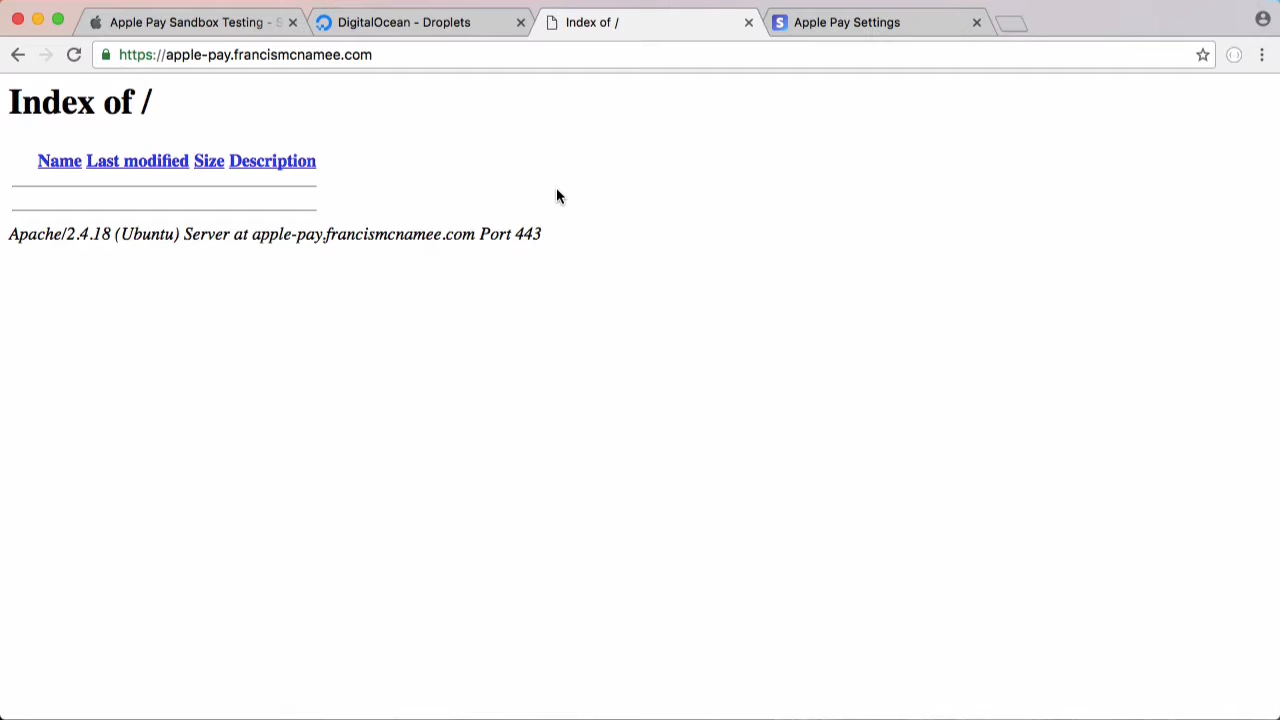 Apple Pay Sandbox Testing - S
DigitalOcean - Droplets
Index of /
Apple Pay Settings
https://apple-pay.francismcnamee.com
Index of /
Name Last modified Size Description
Apache/2.4.18 (Ubuntu) Server at apple-pay.francismcnamee.com Port 443